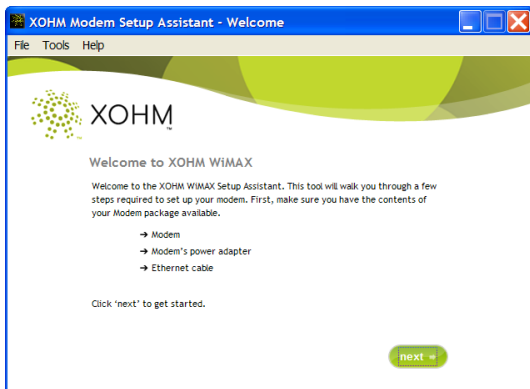 XOHM Modem Setup Assistant - Welcome
File Tools Help
XOHM™
Welcome to XOHM WiMAX
Welcome to the XOHM WiMAX Setup Assistant. This tool will walk you through a few
steps required to set up your modem. First, make sure you have the contents of
your Modem package available.
➔ Modem
➔ Modem's power adapter
➔ Ethernet cable
Click ‘next’ to get started.
next »